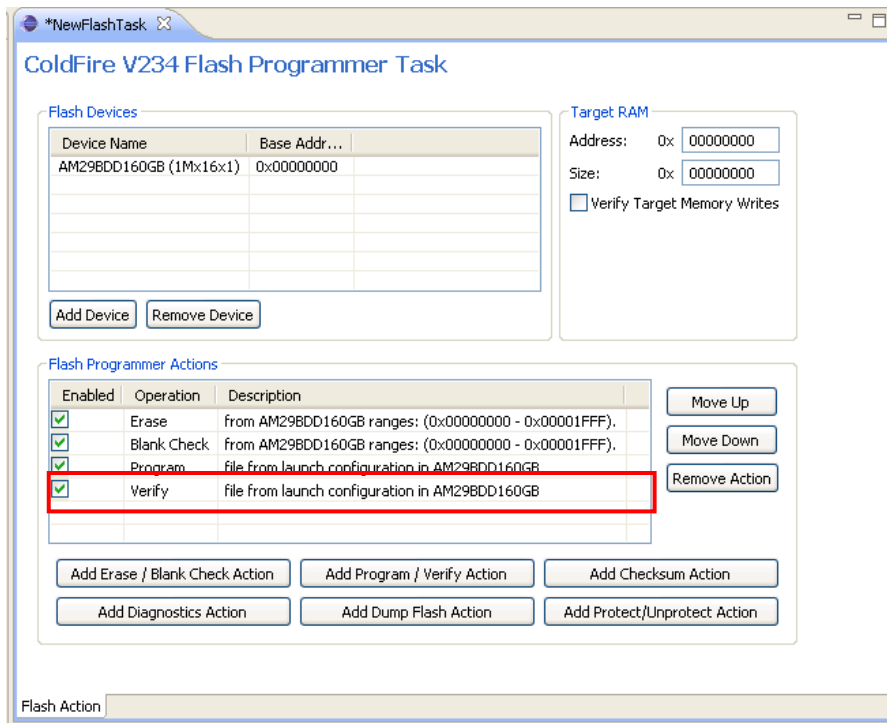 *NewFlashTask
ColdFire V234 Flash Programmer Task
Flash Devices
Device Name Base Addr...
AM29BDD160GB (1Mx16x1) 0x00000000
Add Device Remove Device
Target RAM
Address: 0x 00000000
Size: 0x 00000000
Verify Target Memory Writes
Flash Programmer Actions
Enabled Operation Description
Erase from AM29BDD160GB ranges: (0x00000000 - 0x00001FFF).
Blank Check from AM29BDD160GB ranges: (0x00000000 - 0x00001FFF).
Program file from launch configuration in AM29BDD160GB
Verify file from launch configuration in AM29BDD160GB
Move Up
Move Down
Remove Action
Add Erase / Blank Check Action Add Program / Verify Action Add Checksum Action
Add Diagnostics Action Add Dump Flash Action Add Protect/Unprotect Action
Flash Action